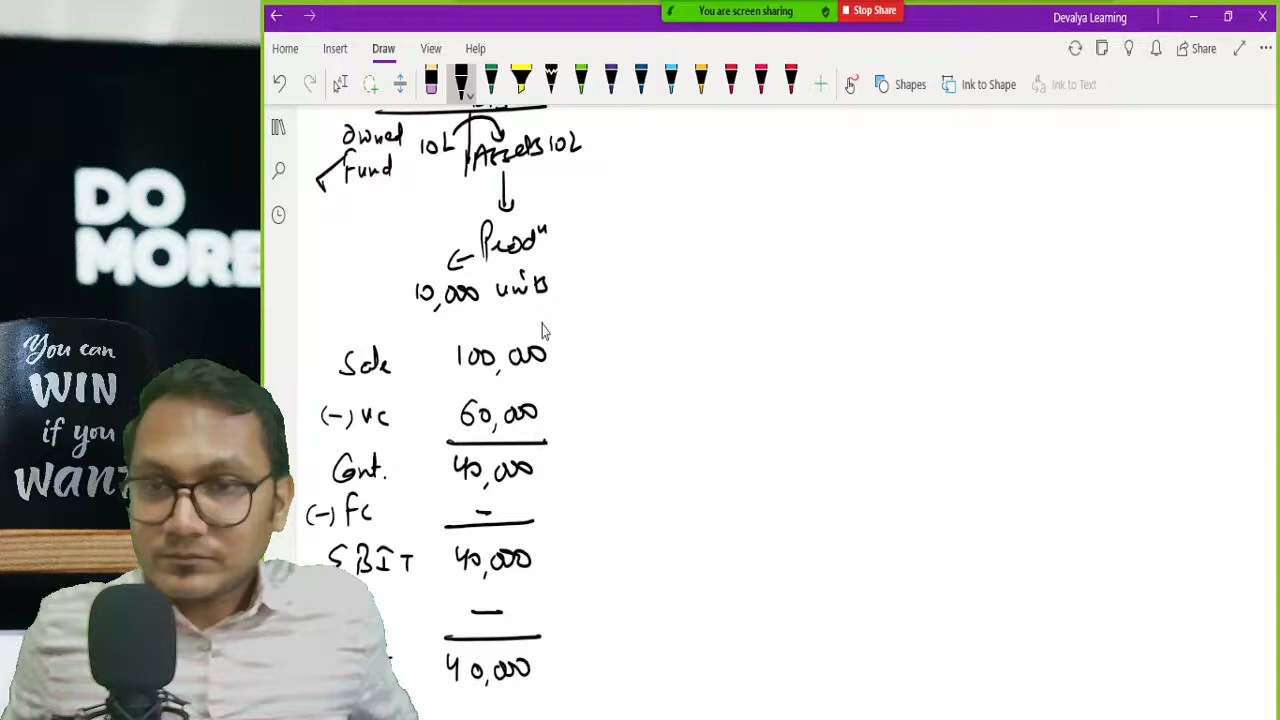 You are screen sharing
Stop Share
Devalya Learning
Home Insert Draw View Help
Share
Shapes
Ink to Shape
Ink to Text
Owned 10L Assets 10L
Fund
Prodⁿ
10,000 units
Sale 100,000
(-) VC 60,000
Cont. 40,000
(-) FC -
EBIT 40,000
—
40,000
DO
MORE
You can
WIN
if you
want